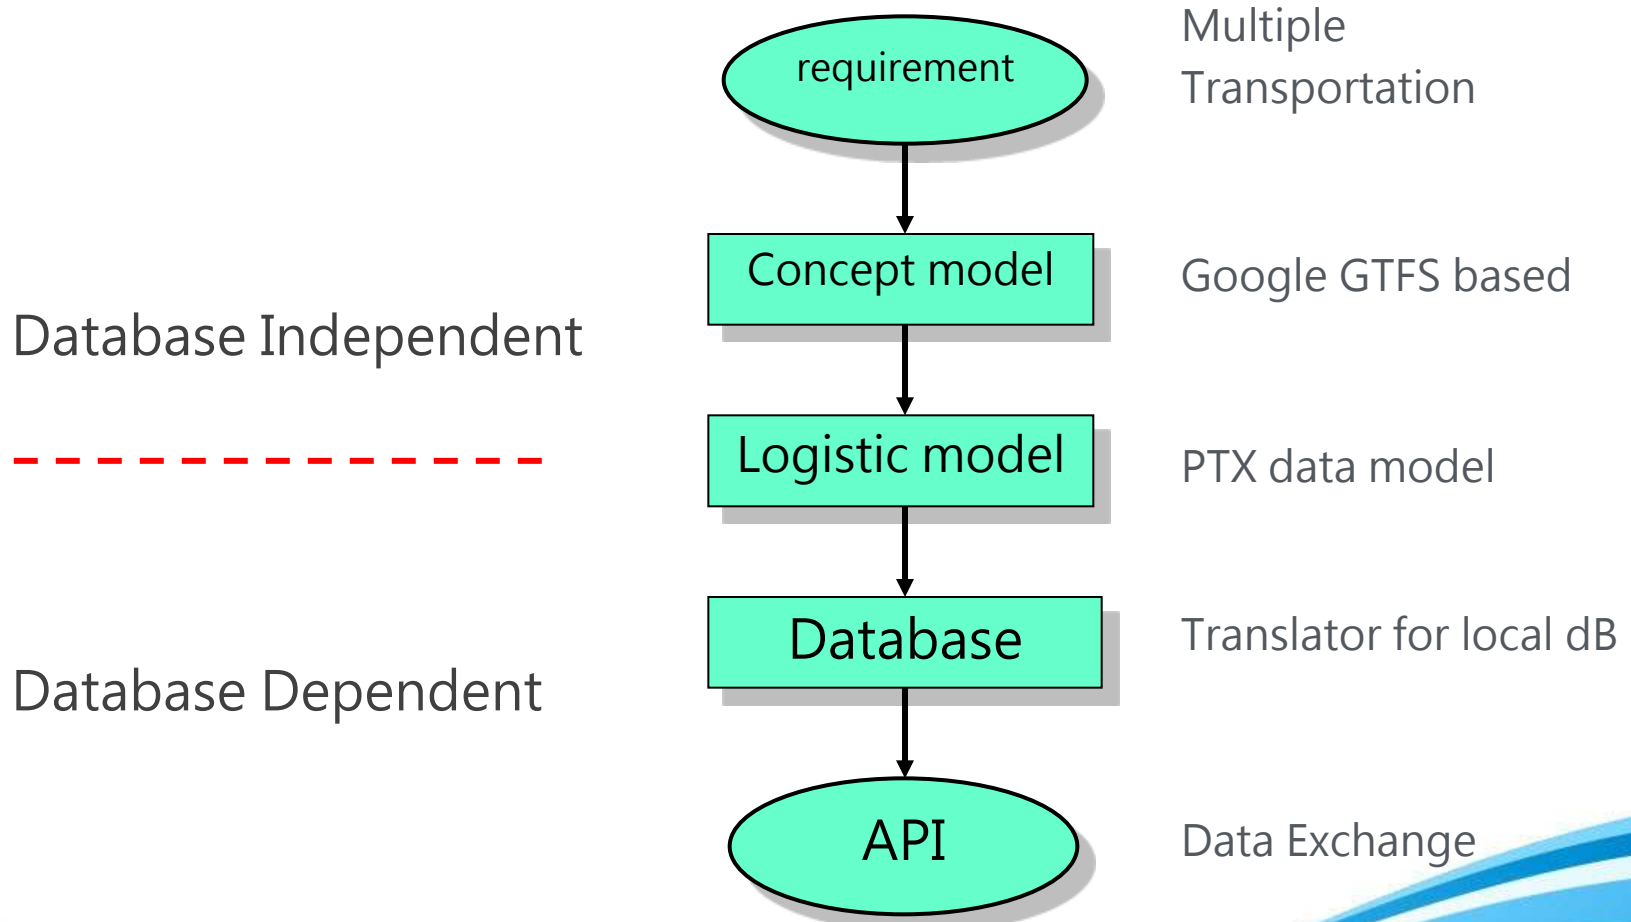 requirement
Multiple
Transportation
Concept model
Google GTFS based
Database Independent
Logistic model
PTX data model
Database
Translator for local dB
Database Dependent
API
Data Exchange